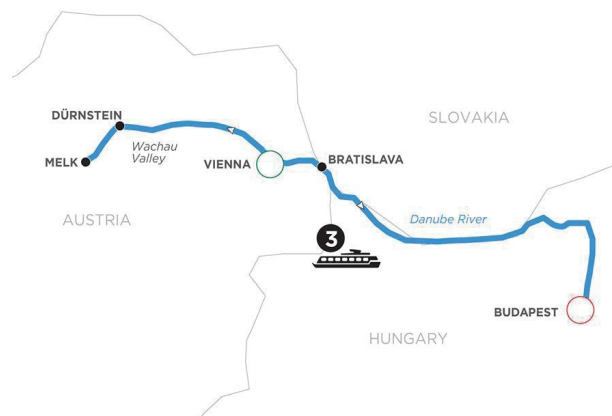 DÜRNSTEIN
MELK
Wachau
Valley
VIENNA
BRATISLAVA
SLOVAKIA
AUSTRIA
Danube River
3
BUDAPEST
HUNGARY